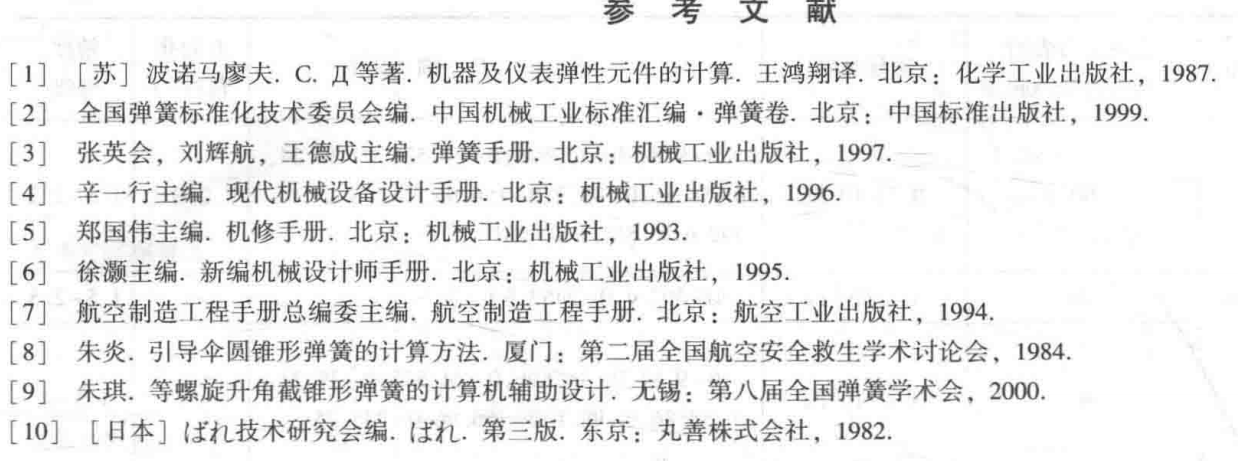 参 考 文 献
[1] [苏] 波诺马廖夫. С. Д等著. 机器及仪表弹性元件的计算. 王鸿翔译. 北京：化学工业出版社，1987.
[2] 全国弹簧标准化技术委员会编. 中国机械工业标准汇编·弹簧卷. 北京：中国标准出版社，1999.
[3] 张英会，刘辉航，王德成主编. 弹簧手册. 北京：机械工业出版社，1997.
[4] 辛一行主编. 现代机械设备设计手册. 北京：机械工业出版社，1996.
[5] 郑国伟主编. 机修手册. 北京：机械工业出版社，1993.
[6] 徐灏主编. 新编机械设计师手册. 北京：机械工业出版社，1995.
[7] 航空制造工程手册总编委主编. 航空制造工程手册. 北京：航空工业出版社，1994.
[8] 朱炎. 引导伞圆锥形弹簧的计算方法. 厦门：第二届全国航空安全救生学术讨论会，1984.
[9] 朱琪. 等螺旋升角截锥形弹簧的计算机辅助设计. 无锡：第八届全国弹簧学术会，2000.
[10] [日本] ばれ技术研究会编. ばれ. 第三版. 东京：丸善株式会社，1982.